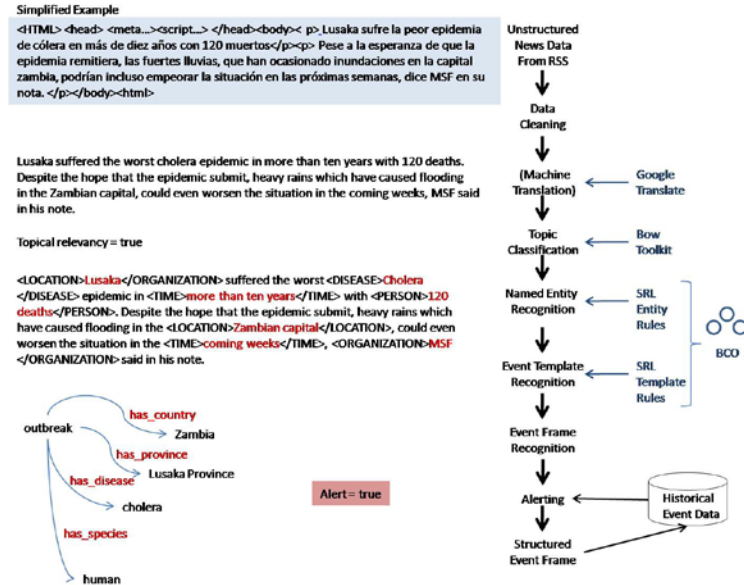 Simplified Example
<HTML> <head> <meta...><script...> </head><body>< p> Lusaka sufre la peor epidemia
de cólera en más de diez años con 120 muertos</p><p> Pese a la esperanza de que la
epidemia remitiera, las fuertes lluvias, que han ocasionado inundaciones en la capital
zambia, podrían incluso empeorar la situación en las próximas semanas, dice MSF en su
nota. </p></body><html>
Lusaka suffered the worst cholera epidemic in more than ten years with 120 deaths.
Despite the hope that the epidemic submit, heavy rains which have caused flooding
in the Zambian capital, could even worsen the situation in the coming weeks, MSF said
in his note.
Topical relevancy = true
<LOCATION>Lusaka</ORGANIZATION> suffered the worst <DISEASE>Cholera
</DISEASE> epidemic in <TIME>more than ten years</TIME> with <PERSON>120
deaths</PERSON>. Despite the hope that the epidemic submit, heavy rains which
have caused flooding in the <LOCATION>Zambian capital</LOCATION>, could even
worsen the situation in the <TIME>coming weeks</TIME>, <ORGANIZATION>MSF
</ORGANIZATION> said in his note.
outbreak
has_country
Zambia
has_province
Lusaka Province
has_disease
cholera
has_species
human
Alert = true
Unstructured
News Data
From RSS
Data
Cleaning
(Machine
Translation)
Google
Translate
Topic
Classification
Bow
Toolkit
Named Entity
Recognition
SRL
Entity
Rules
BCO
Event Template
Recognition
SRL
Template
Rules
Event Frame
Recognition
Alerting
Historical
Event Data
Structured
Event Frame